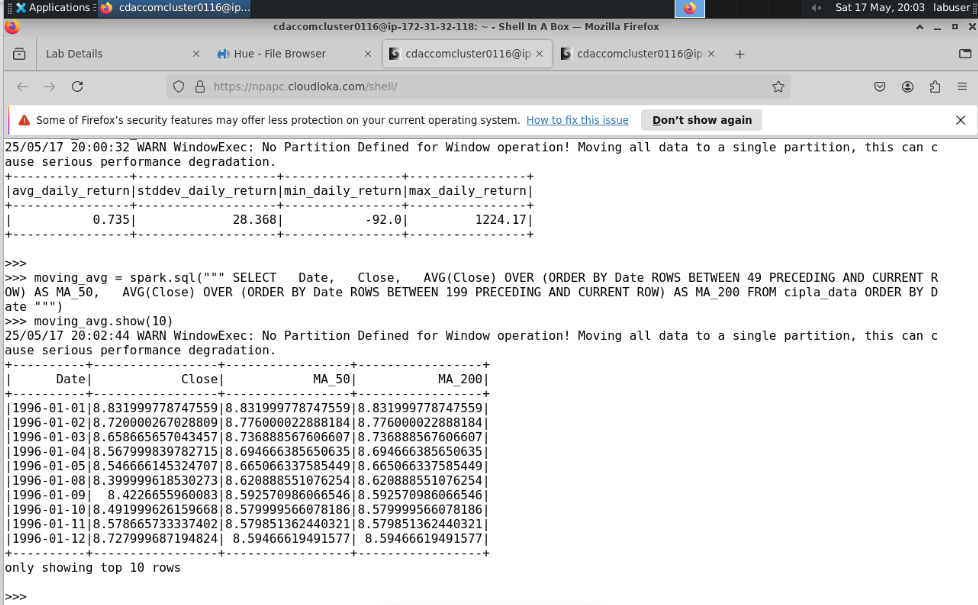 Applications
cdaccomcluster0116@ip...
Sat 17 May, 20:03 labuser
cdaccomcluster0116@ip-172-31-32-118: ~ - Shell In A Box — Mozilla Firefox
Lab Details
Hue - File Browser
cdaccomcluster0116@ip
cdaccomcluster0116@ip
https://npapc.cloudloka.com/shell/
Some of Firefox's security features may offer less protection on your current operating system. How to fix this issue Don't show again
25/05/17 20:00:32 WARN WindowExec: No Partition Defined for Window operation! Moving all data to a single partition, this can c
ause serious performance degradation.
+----------------+-------------------+----------------+----------------+
|avg_daily_return|stddev_daily_return|min_daily_return|max_daily_return|
+----------------+-------------------+----------------+----------------+
|           0.735|             28.368|           -92.0|         1224.17|
+----------------+-------------------+----------------+----------------+
>>>
>>> moving_avg = spark.sql(""" SELECT   Date,   Close,   AVG(Close) OVER (ORDER BY Date ROWS BETWEEN 49 PRECEDING AND CURRENT R
OW) AS MA_50,   AVG(Close) OVER (ORDER BY Date ROWS BETWEEN 199 PRECEDING AND CURRENT ROW) AS MA_200 FROM cipla_data ORDER BY D
ate """)
>>> moving_avg.show(10)
25/05/17 20:02:44 WARN WindowExec: No Partition Defined for Window operation! Moving all data to a single partition, this can c
ause serious performance degradation.
+----------+-----------------+-----------------+-----------------+
|      Date|            Close|            MA_50|           MA_200|
+----------+-----------------+-----------------+-----------------+
|1996-01-01|8.831999778747559|8.831999778747559|8.831999778747559|
|1996-01-02|8.720000267028809|8.776000022888184|8.776000022888184|
|1996-01-03|8.658665657043457|8.736888567606607|8.736888567606607|
|1996-01-04|8.567999839782715|8.694666385650635|8.694666385650635|
|1996-01-05|8.546666145324707|8.665066337585449|8.665066337585449|
|1996-01-08|8.399999618530273|8.620888551076254|8.620888551076254|
|1996-01-09|  8.4226655960083|8.592570986066546|8.592570986066546|
|1996-01-10|8.491999626159668|8.579999566078186|8.579999566078186|
|1996-01-11|8.578665733337402|8.579851362440321|8.579851362440321|
|1996-01-12|8.727999687194824| 8.59466619491577| 8.59466619491577|
+----------+-----------------+-----------------+-----------------+
only showing top 10 rows
>>>